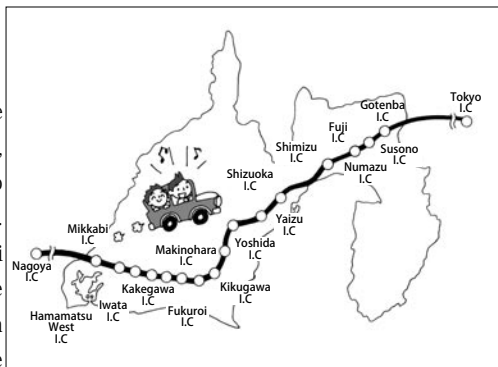 Tokyo
I.C
Gotenba
I.C
Fuji
I.C
Susono
I.C
Shimizu
I.C
Numazu
I.C
Shizuoka
I.C
Yaizu
I.C
Yoshida
I.C
Mikkabi
I.C
Makinohara
I.C
Nagoya
I.C
Kikugawa
I.C
Kakegawa
I.C
Iwata
I.C
Fukuroi
I.C
Hamamatsu
West
I.C